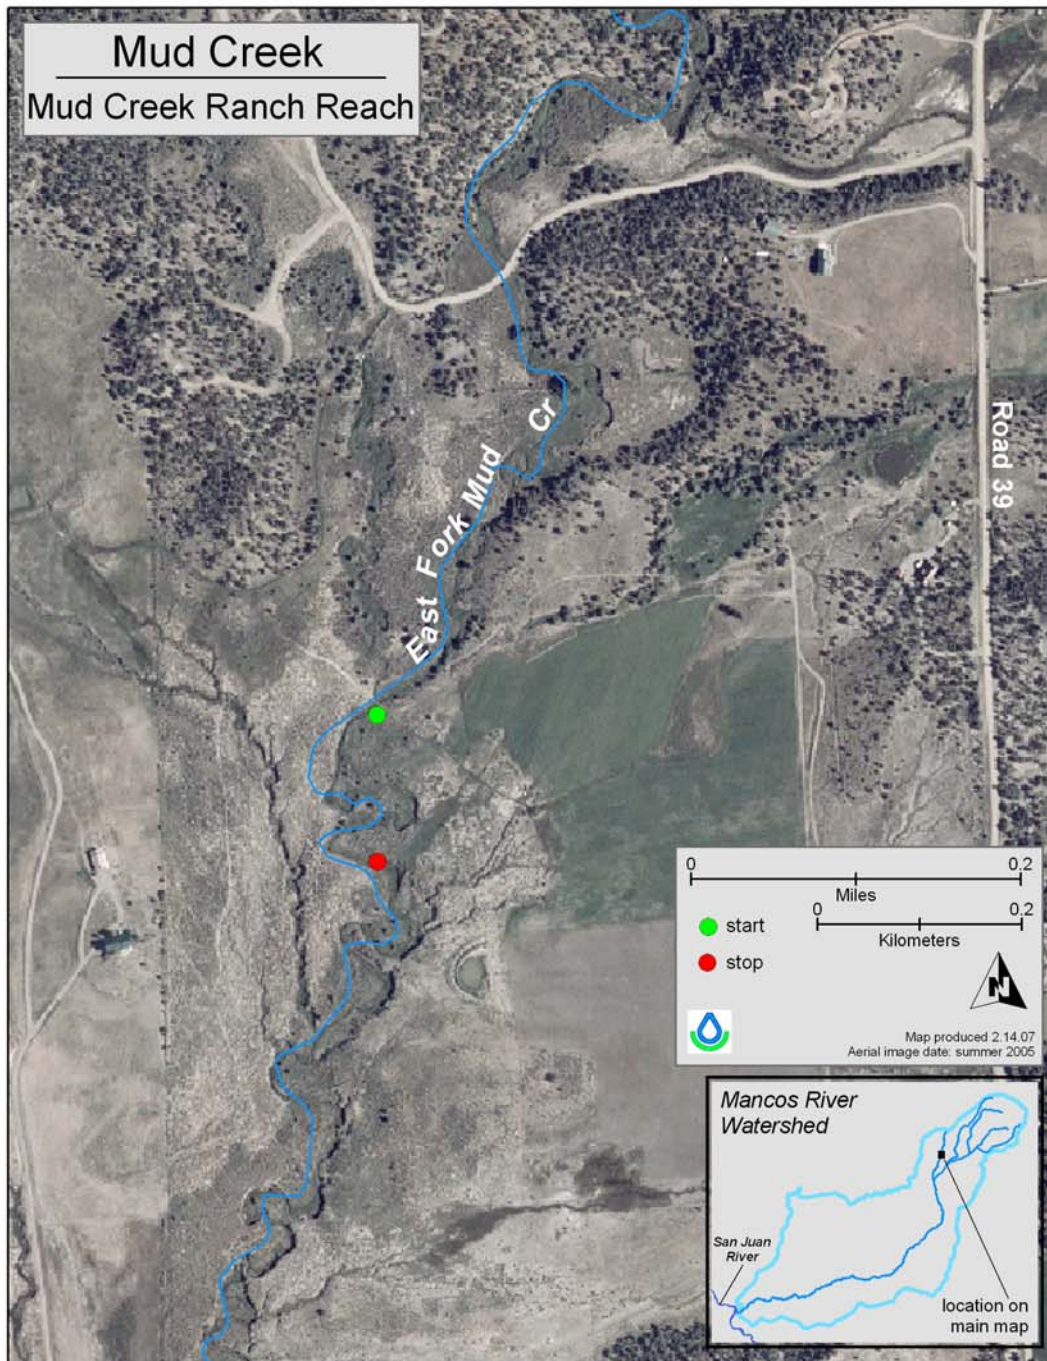 Mud Creek
Mud Creek Ranch Reach
East Fork Mud Cr
Road 39
0 0.2
Miles
0 0.2
Kilometers
start
stop
N
Map produced 2.14.07
Aerial image date: summer 2005
Mancos River
Watershed
San Juan
River
location on
main map